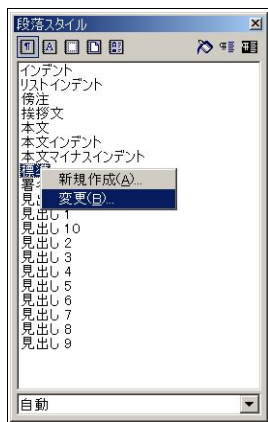 段落スタイル
インデント
リストインデント
傍注
挨拶文
本文
本文インデント
本文マイナスインデント
標準
新規作成(A)...
変更(B)...
見出し 1
見出し 10
見出し 2
見出し 3
見出し 4
見出し 5
見出し 6
見出し 7
見出し 8
見出し 9
自動